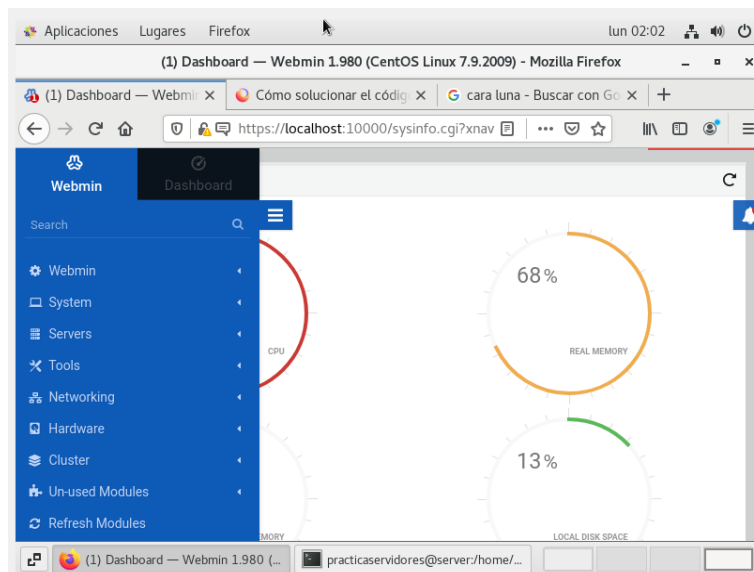 Aplicaciones Lugares Firefox lun 02:02
(1) Dashboard — Webmin 1.980 (CentOS Linux 7.9.2009) - Mozilla Firefox
(1) Dashboard — Webmin Cómo solucionar el códig G cara luna - Buscar con Go
https://localhost:10000/sysinfo.cgi?xnav
Webmin Dashboard
Search
68%
Webmin
System
CPU REAL MEMORY
Servers
Tools
Networking
Hardware
Cluster
13%
Un-used Modules
Refresh Modules
MORY LOCAL DISK SPACE
(1) Dashboard — Webmin 1.980 (... practicaservidores@server:/home/...